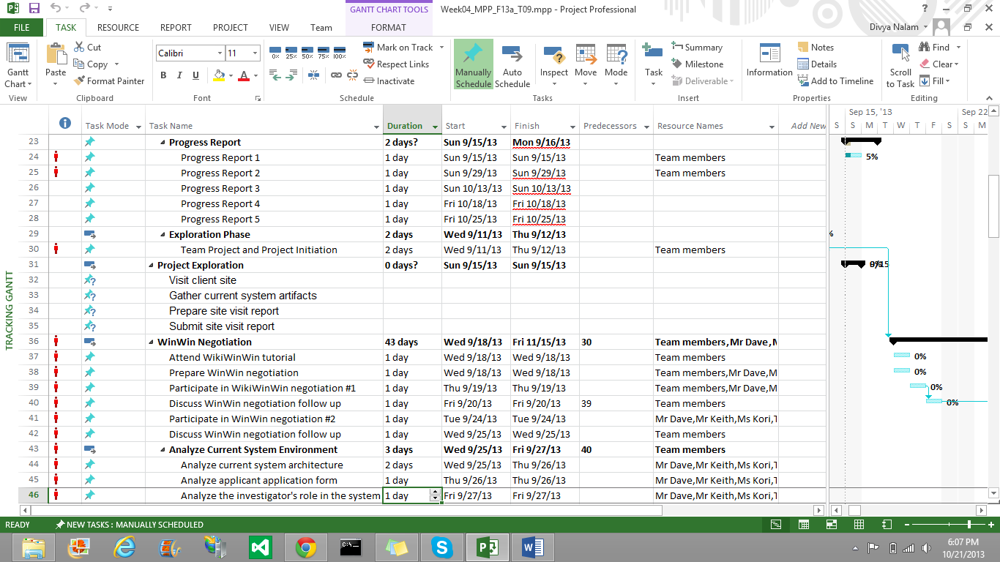 GANTT CHART TOOLS Week04_MPP_F13a_T09.mpp - Project Professional ?
FILE TASK RESOURCE REPORT PROJECT VIEW Team FORMAT Divya Nalam
Gantt Chart View
Paste Cut Copy Format Painter Clipboard
Calibri 11 B I U A Font
0% 25% 50% 75% 100% Mark on Track Respect Links Inactivate Schedule
Manually Schedule Auto Schedule Inspect Move Mode Tasks
Task Summary Milestone Deliverable Insert
Information Notes Details Add to Timeline Properties
Scroll to Task Find Clear Fill Editing
Task Mode Task Name Duration Start Finish Predecessors Resource Names Add New
Sep 15, '13 Sep 22
S S M T W T F S S M
23 Progress Report 2 days? Sun 9/15/13 Mon 9/16/13
24 Progress Report 1 1 day Sun 9/15/13 Sun 9/15/13 Team members 5%
25 Progress Report 2 1 day Sun 9/29/13 Sun 9/29/13 Team members
26 Progress Report 3 1 day Sun 10/13/13 Sun 10/13/13
27 Progress Report 4 1 day Fri 10/18/13 Fri 10/18/13
28 Progress Report 5 1 day Fri 10/25/13 Fri 10/25/13
29 Exploration Phase 2 days Wed 9/11/13 Thu 9/12/13 %
30 Team Project and Project Initiation 2 days Wed 9/11/13 Thu 9/12/13 Team members
31 Project Exploration 0 days? Sun 9/15/13 Sun 9/15/13
32 Visit client site
33 Gather current system artifacts
34 Prepare site visit report
35 Submit site visit report
36 WinWin Negotiation 43 days Wed 9/18/13 Fri 11/15/13 30 Team members,Mr Dave,M
37 Attend WikiWinWin tutorial 1 day Wed 9/18/13 Wed 9/18/13 Team members 0%
38 Prepare WinWin negotiation 1 day Wed 9/18/13 Wed 9/18/13 Team members,Mr Dave,M 0%
39 Participate in WikiWinWin negotiation #1 1 day Thu 9/19/13 Thu 9/19/13 Team members,Mr Dave,M 0%
40 Discuss WinWin negotiation follow up 1 day Fri 9/20/13 Fri 9/20/13 39 Team members 0%
41 Participate in WinWin negotiation #2 1 day Tue 9/24/13 Tue 9/24/13 Mr Dave,Mr Keith,Ms Kori,T
42 Discuss WinWin negotiation follow up 1 day Wed 9/25/13 Wed 9/25/13 Team members
43 Analyze Current System Environment 3 days Wed 9/25/13 Fri 9/27/13 40 Team members
44 Analyze current system architecture 2 days Wed 9/25/13 Thu 9/26/13 Mr Dave,Mr Keith,Ms Kori,T
45 Analyze applicant application form 1 day Thu 9/26/13 Thu 9/26/13 Mr Dave,Mr Keith,Ms Kori,T
46 Analyze the investigator's role in the system 1 day Fri 9/27/13 Fri 9/27/13 Mr Dave,Mr Keith,Ms Kori,T
TRACKING GANTT
READY NEW TASKS : MANUALLY SCHEDULED
6:07 PM
10/21/2013